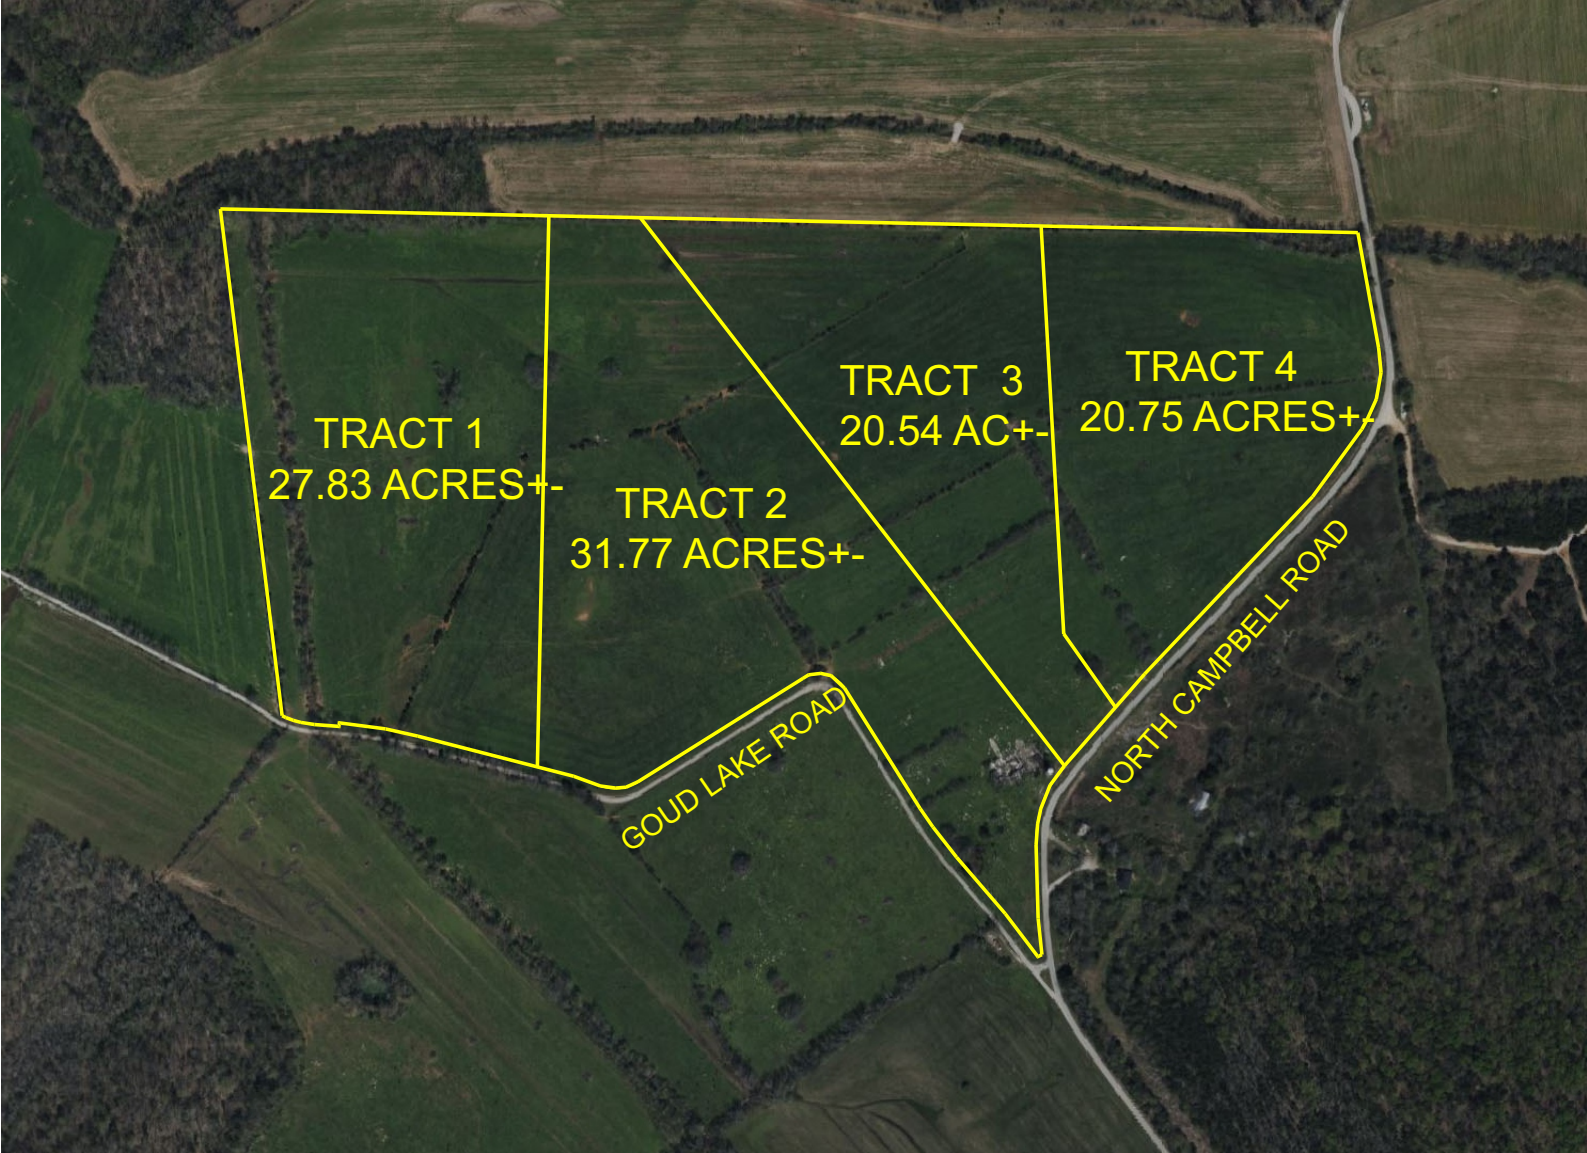 TRACT 1
27.83 ACRES+-
TRACT 2
31.77 ACRES+-
TRACT  3
20.54 AC+-
TRACT 4
20.75 ACRES+-
GOUD LAKE ROAD
NORTH CAMPBELL ROAD